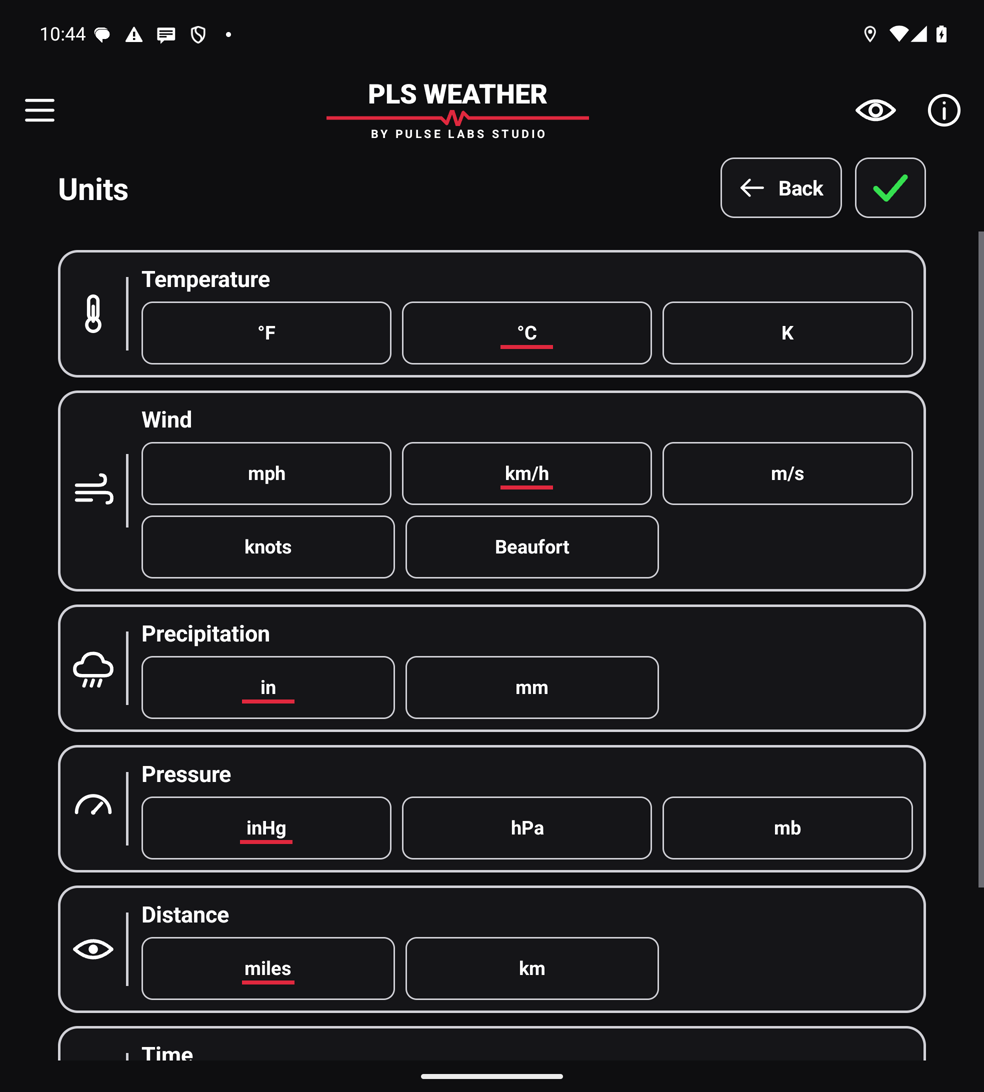 10:44
PLS WEATHER
BY PULSE LABS STUDIO
Units
Back
Temperature
°F °C K
Wind
mph km/h m/s
knots Beaufort
Precipitation
in mm
Pressure
inHg hPa mb
Distance
miles km
Time